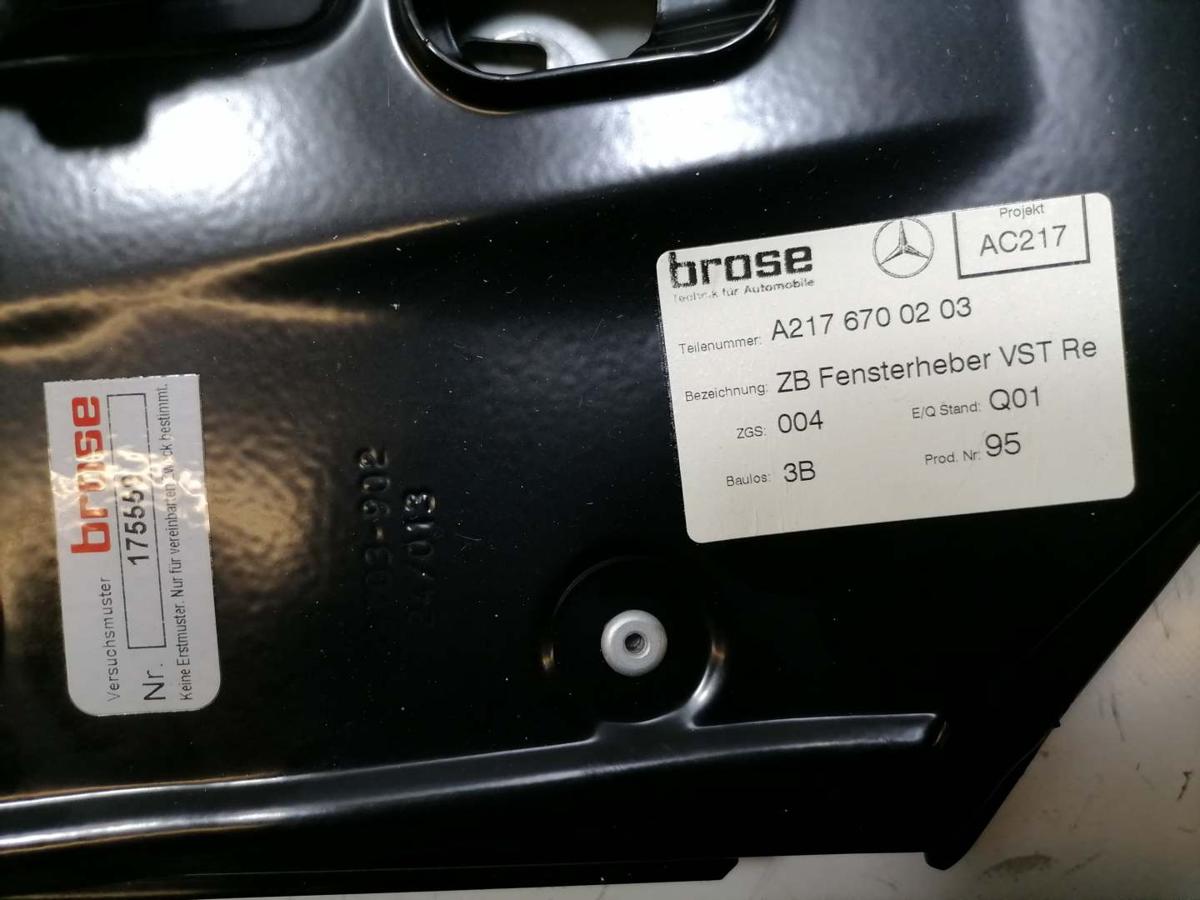 brose
Technik für Automobile
Projekt
AC217
Teilenummer: A217 670 02 03
Bezeichnung: ZB Fensterheber VST Re
ZGS: 004
E/Q Stand: Q01
Baulos: 3B
Prod. Nr: 95
brose
Versuchsmuster
Nr.
Keine Erstmuster. Nur für vereinbarten Zweck bestimmt.